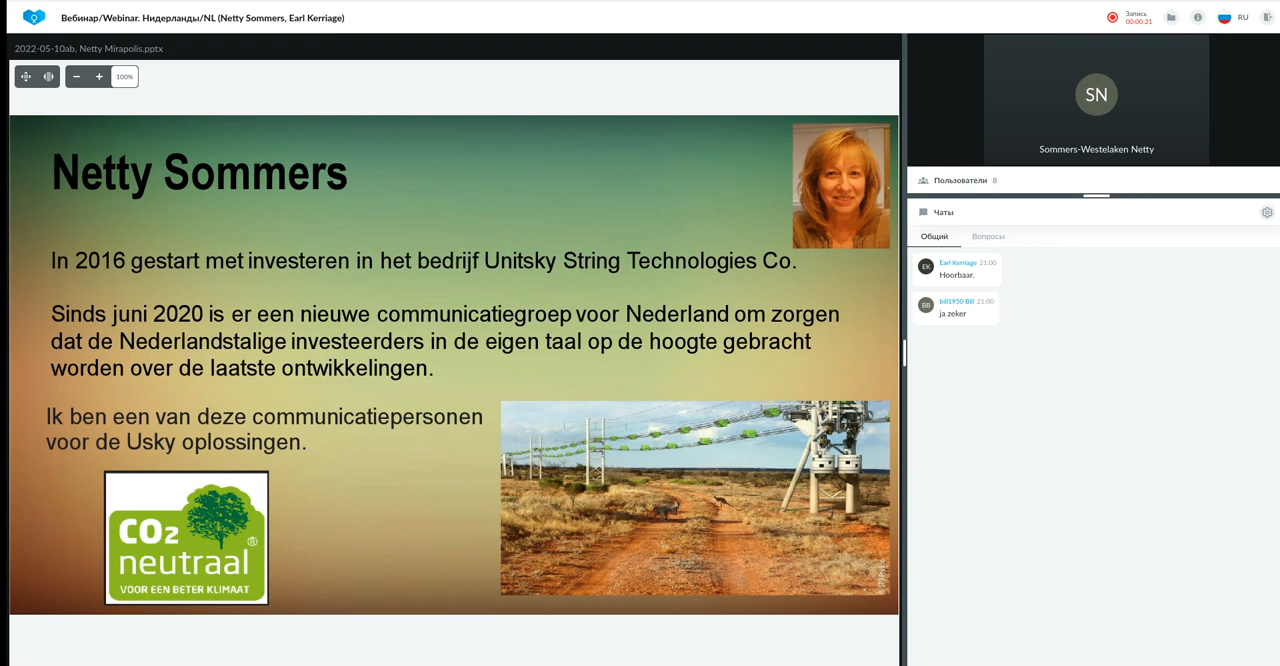 Вебинар/Webinar. Нидерланды/NL (Netty Sommers, Earl Kerriage)
Запись
00:00:21
RU
2022-05-10ab, Netty Mirapolis.pptx
100%
Netty Sommers
In 2016 gestart met investeren in het bedrijf Unitsky String Technologies Co.
Sinds juni 2020 is er een nieuwe communicatiegroep voor Nederland om zorgen
dat de Nederlandstalige investeerders in de eigen taal op de hoogte gebracht
worden over de laatste ontwikkelingen.
Ik ben een van deze communicatiepersonen
voor de Usky oplossingen.
CO2
neutraal
®
VOOR EEN BETER KLIMAAT
SN
Sommers-Westelaken Netty
Пользователи 8
Чаты
Общий Вопросы
EK
Earl Kerriage 21:00
Hoorbaar.
BB
bill1950 Bill 21:00
ja zeker